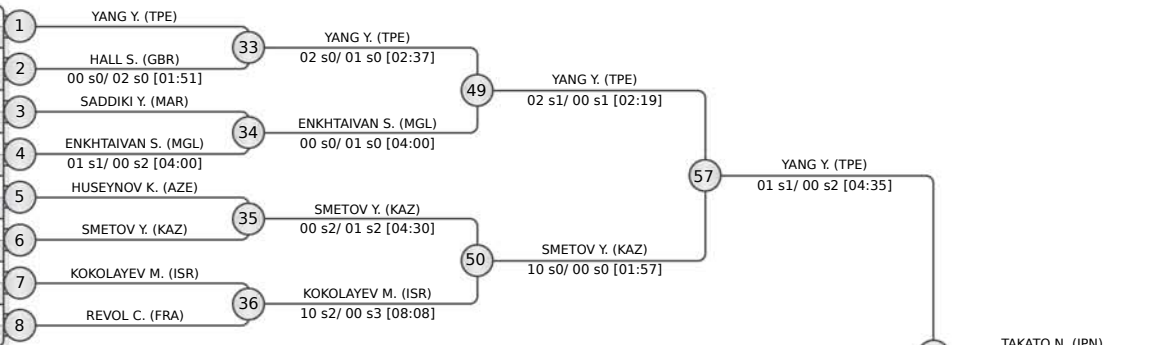 1
YANG Y. (TPE)
2
HALL S. (GBR)
00 s0/ 02 s0 [01:51]
3
SADDIKI Y. (MAR)
4
ENKHTAIVAN S. (MGL)
01 s1/ 00 s2 [04:00]
5
HUSEYNOV K. (AZE)
6
SMETOV Y. (KAZ)
7
KOKOLAYEV M. (ISR)
8
REVOL C. (FRA)
33
YANG Y. (TPE)
02 s0/ 01 s0 [02:37]
34
ENKHTAIVAN S. (MGL)
00 s0/ 01 s0 [04:00]
35
SMETOV Y. (KAZ)
00 s2/ 01 s2 [04:30]
36
KOKOLAYEV M. (ISR)
10 s2/ 00 s3 [08:08]
49
YANG Y. (TPE)
02 s1/ 00 s1 [02:19]
50
SMETOV Y. (KAZ)
10 s0/ 00 s0 [01:57]
57
YANG Y. (TPE)
01 s1/ 00 s2 [04:35]
TAKATO N. (JPN)